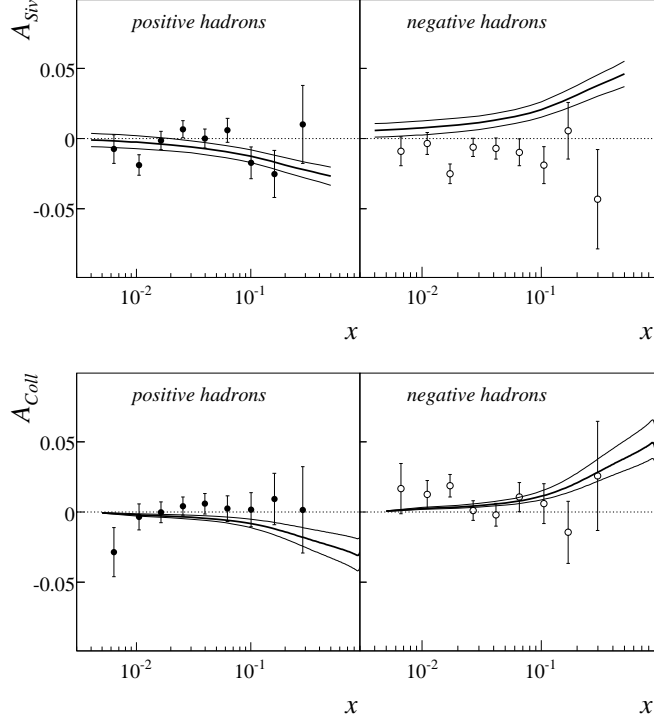 A_Siv
positive hadrons
negative hadrons
0.05
0
-0.05
10^-2
10^-1
10^-2
10^-1
x
x
A_Coll
positive hadrons
negative hadrons
0.05
0
-0.05
10^-2
10^-1
10^-2
10^-1
x
x